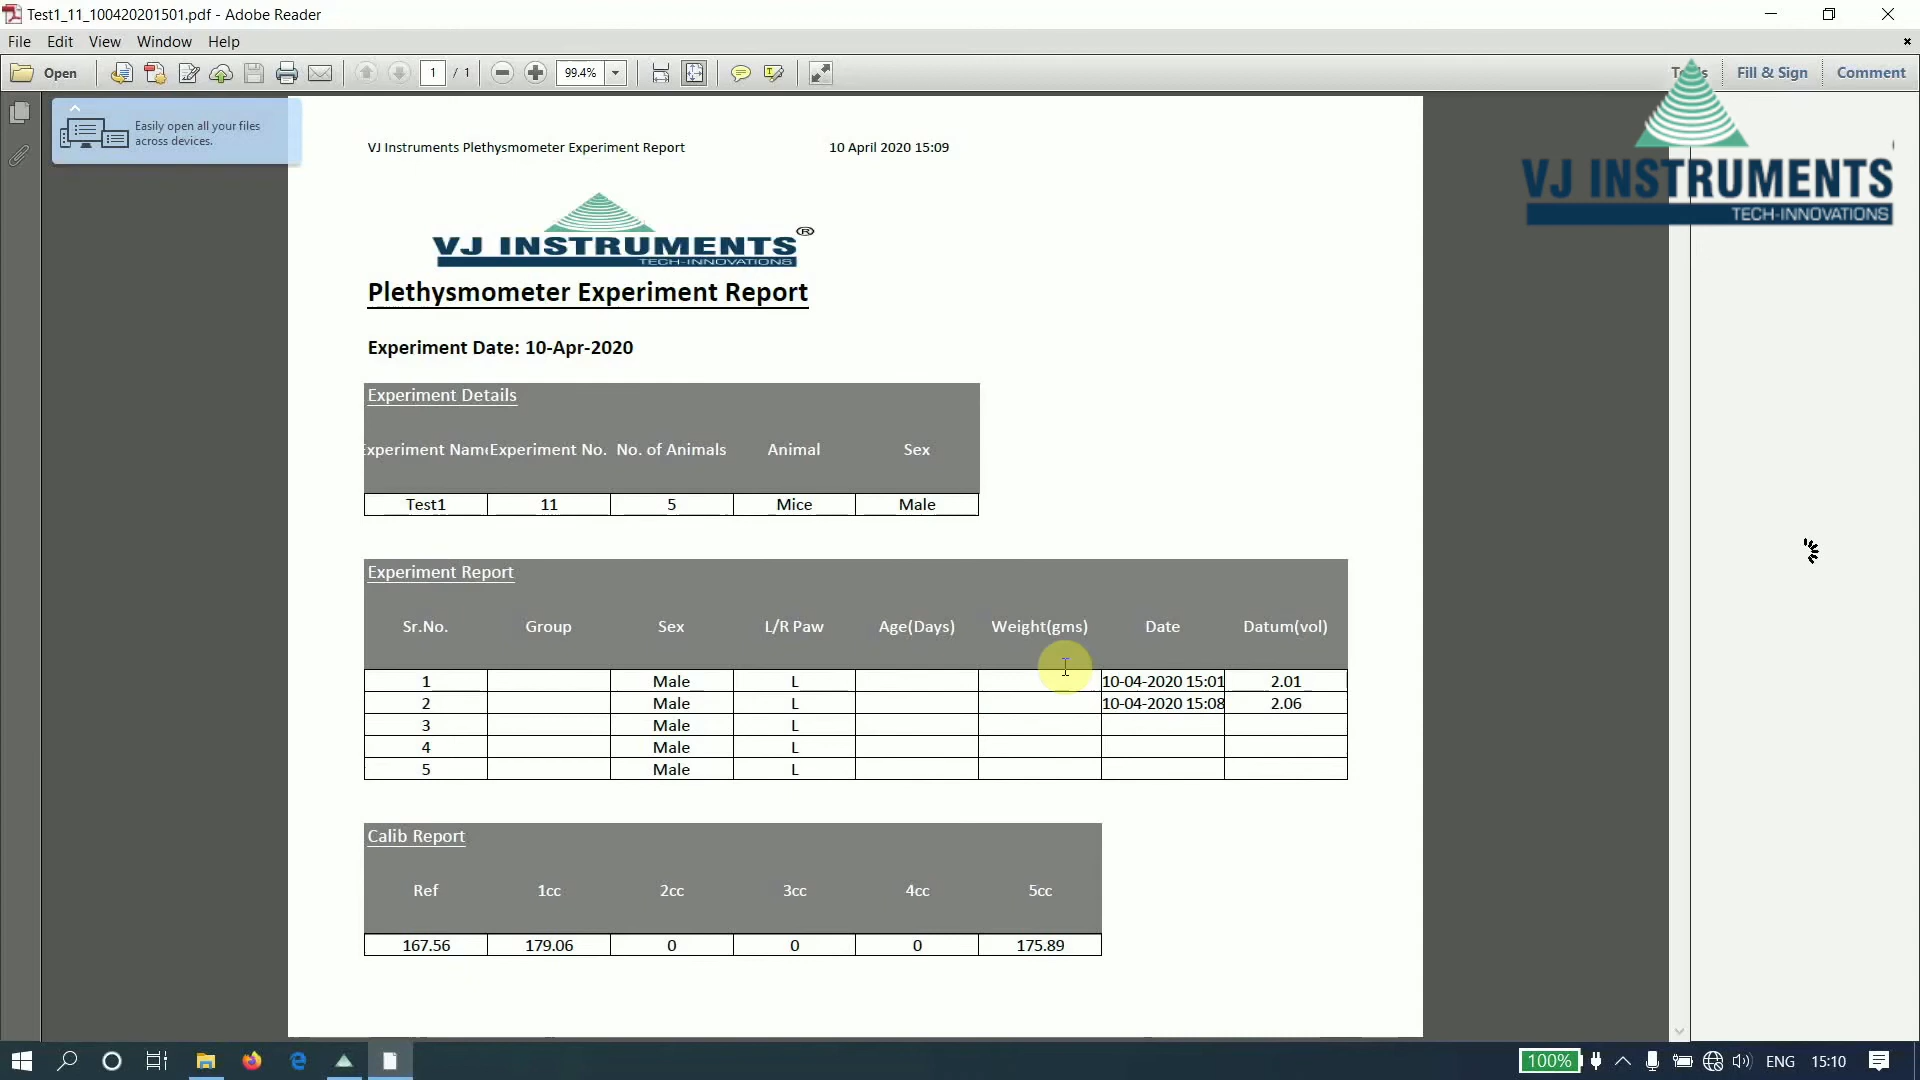 Test1_11_100420201501.pdf - Adobe Reader
File Edit View Window Help
Open 1 / 1 99.4% Fill & Sign Comment
Easily open all your files
across devices.
VJ INSTRUMENTS
TECH-INNOVATIONS
VJ Instruments Plethysmometer Experiment Report 10 April 2020 15:09
VJ INSTRUMENTS ®
TECH-INNOVATIONS
Plethysmometer Experiment Report
Experiment Date: 10-Apr-2020
Experiment Details
Experiment No. No. of Animals Animal Sex
Test1 11 5 Mice Male
Experiment Report
Sr.No. Group Sex L/R Paw Age(Days) Weight(gms) Date Datum(vol)
1 Male L 10-04-2020 15:01 2.01
2 Male L 10-04-2020 15:08 2.06
3 Male L
4 Male L
5 Male L
Calib Report
Ref 1cc 2cc 3cc 4cc 5cc
167.56 179.06 0 0 0 175.89
100% ENG 15:10